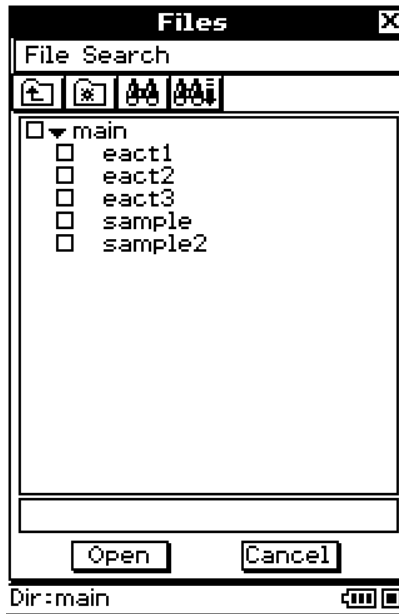 Files
File Search
main
eact1
eact2
eact3
sample
sample2
Open Cancel
Dir:main